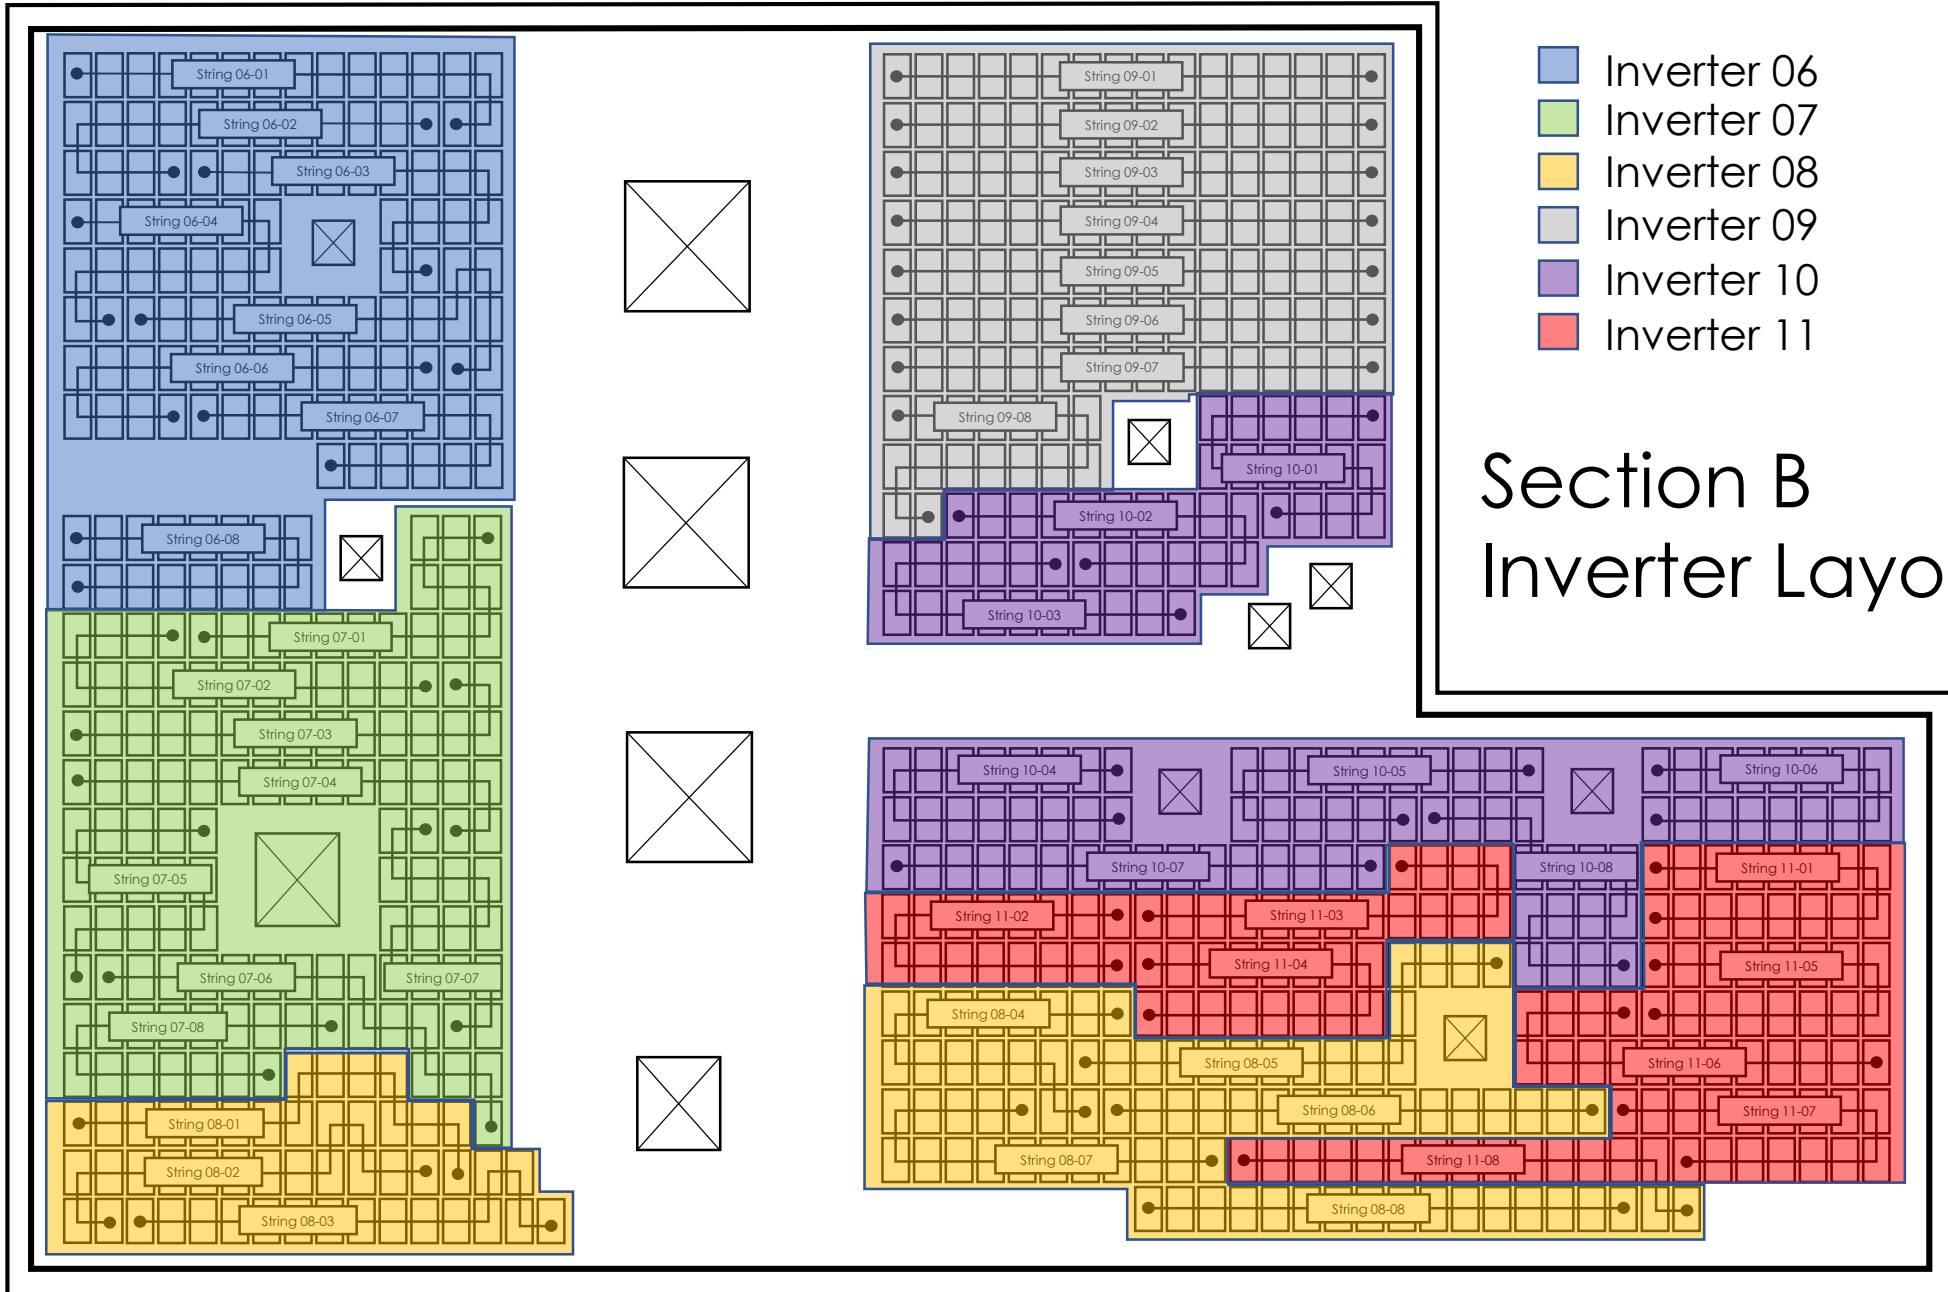 String 06-01
String 06-02
String 06-03
String 06-04
String 06-05
String 06-06
String 06-07
String 06-08
String 07-01
String 07-02
String 07-03
String 07-04
String 07-05
String 07-06
String 07-07
String 07-08
String 08-01
String 08-02
String 08-03
String 09-01
String 09-02
String 09-03
String 09-04
String 09-05
String 09-06
String 09-07
String 09-08
String 10-01
String 10-02
String 10-03
String 10-04
String 10-05
String 10-06
String 10-07
String 10-08
String 11-01
String 11-02
String 11-03
String 11-04
String 11-05
String 08-04
String 08-05
String 11-06
String 08-06
String 11-07
String 08-07
String 11-08
String 08-08
Inverter 06
Inverter 07
Inverter 08
Inverter 09
Inverter 10
Inverter 11
Section B
Inverter Layo